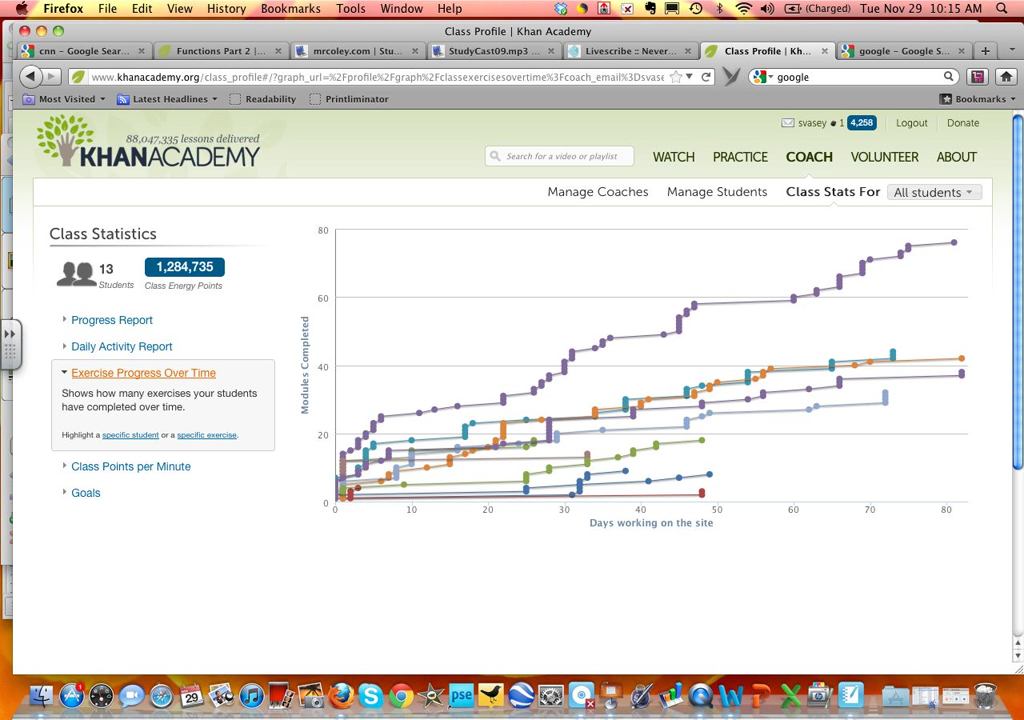 Firefox File Edit View History Bookmarks Tools Window Help (Charged) Tue Nov 29 10:15 AM
Class Profile | Khan Academy
cnn - Google Sear... Functions Part 2 |... mrcoley.com | Stu... StudyCast09.mp3 ... Livescribe :: Never... Class Profile | Kh... google - Google S...
www.khanacademy.org/class_profile#/?graph_url=%2Fprofile%2Fgraph%2Fclassexercisesovertime%3Fcoach_email%3Dsvase google
Most Visited Latest Headlines Readability Printliminator Bookmarks
svasey 1 4,258 Logout Donate
88,047,335 lessons delivered
KHANACADEMY
Search for a video or playlist WATCH PRACTICE COACH VOLUNTEER ABOUT
Manage Coaches Manage Students Class Stats For All students
Class Statistics
13 Students
1,284,735
Class Energy Points
Progress Report
Daily Activity Report
Exercise Progress Over Time
Shows how many exercises your students
have completed over time.
Highlight a specific student or a specific exercise.
Class Points per Minute
Goals
80
60
40
20
0
Modules Completed
0 10 20 30 40 50 60 70 80
Days working on the site
29 pse